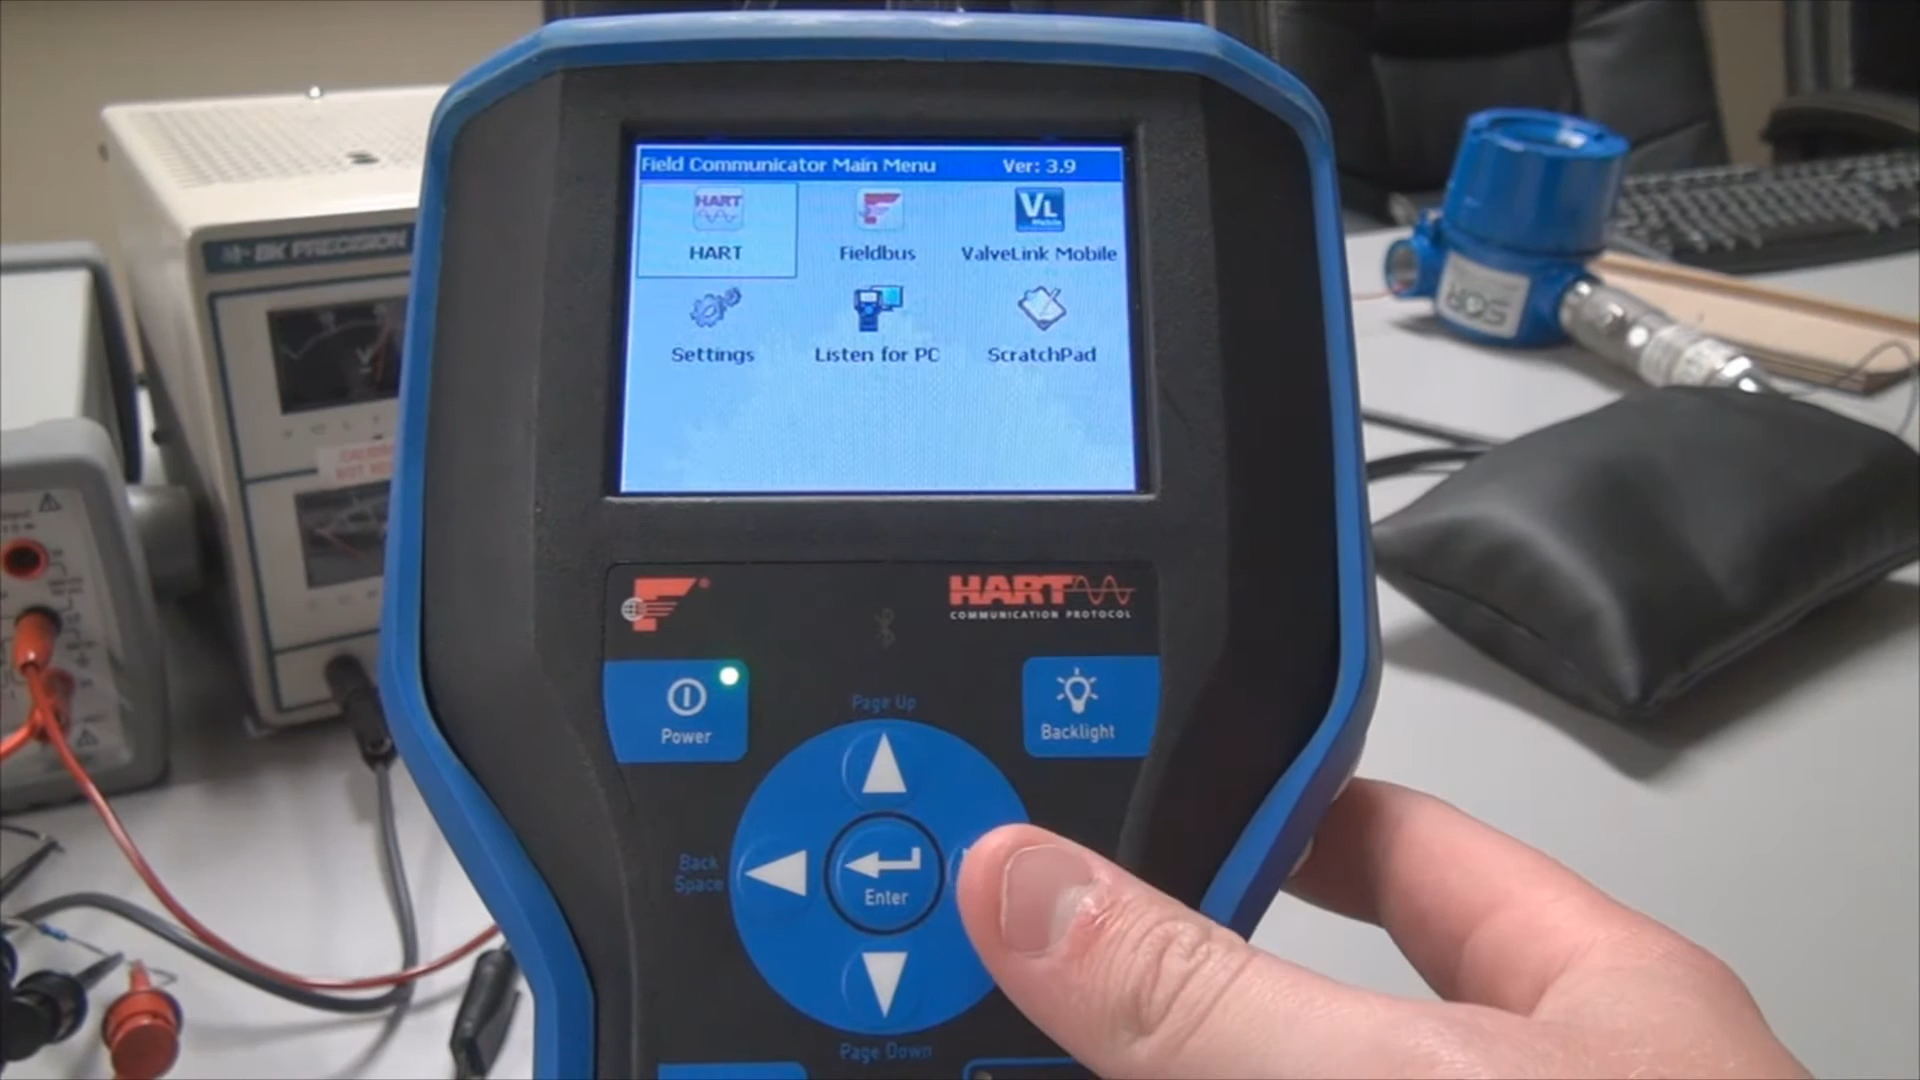 Field Communicator Main Menu Ver: 3.9
HART
HART
Fieldbus
VL
Mobile
ValveLink Mobile
Settings
Listen for PC
ScratchPad
BK PRECISION
V
SOR
F®
HART
COMMUNICATION PROTOCOL
Power
Backlight
Page Up
Back
Space
Enter
Page Down